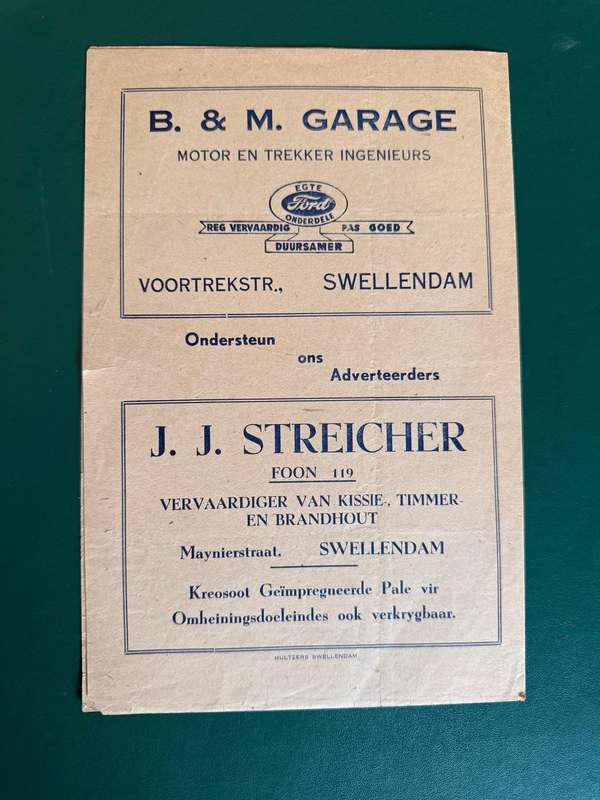 B. & M. GARAGE
MOTOR EN TREKKER INGENIEURS
EGTE
Ford
ONDERDELE
REG VERVAARDIG PAS GOED
DUURSAMER
VOORTREKSTR., SWELLENDAM
Ondersteun
ons
Adverteerders
J. J. STREICHER
FOON 119
VERVAARDIGER VAN KISSIE-, TIMMER-
EN BRANDHOUT
Maynierstraat. SWELLENDAM
Kreosoot Geïmpregneerde Pale vir
Omheiningsdoeleindes ook verkrygbaar.
HULTZERS SWELLENDAM